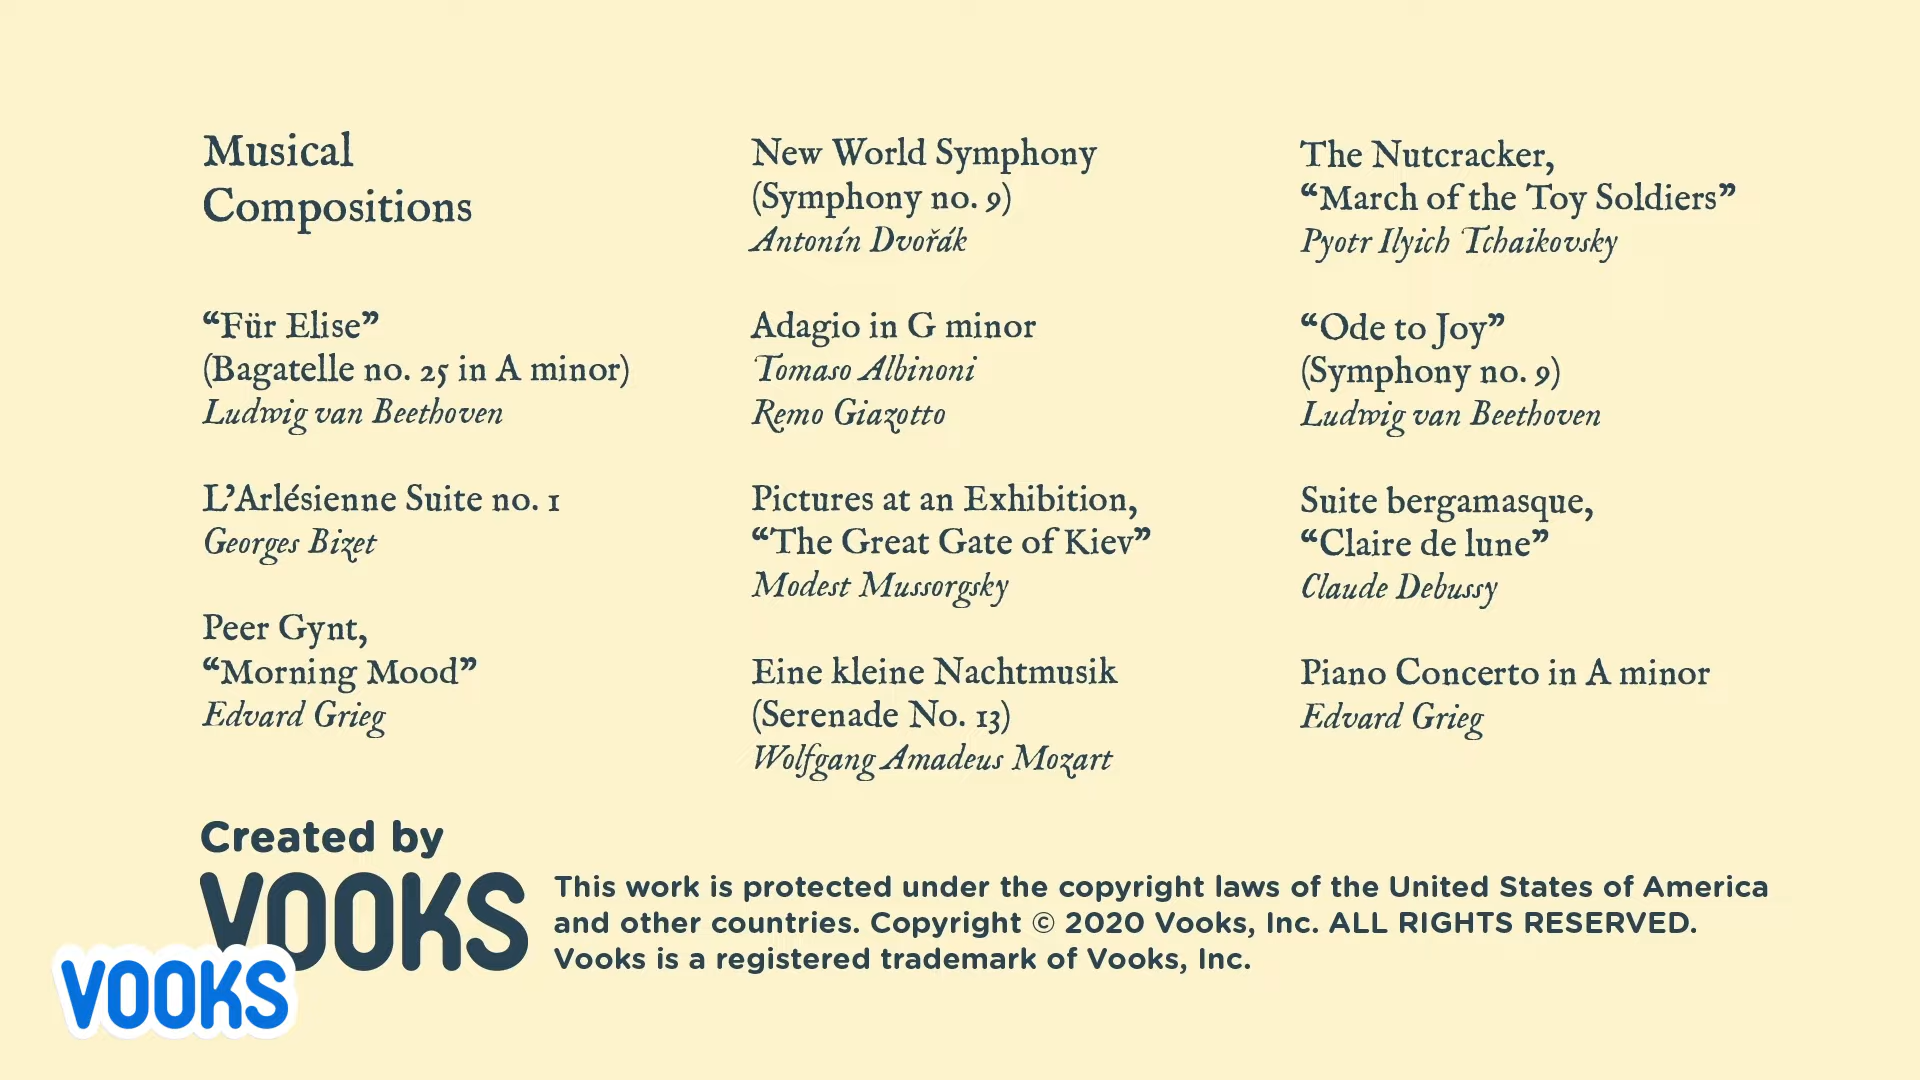 Musical
Compositions
“Für Elise”
(Bagatelle no. 25 in A minor)
Ludwig van Beethoven
L’Arlésienne Suite no. 1
Georges Bizet
Peer Gynt,
“Morning Mood”
Edvard Grieg
New World Symphony
(Symphony no. 9)
Antonín Dvořák
Adagio in G minor
Tomaso Albinoni
Remo Giazotto
Pictures at an Exhibition,
“The Great Gate of Kiev”
Modest Mussorgsky
Eine kleine Nachtmusik
(Serenade No. 13)
Wolfgang Amadeus Mozart
The Nutcracker,
“March of the Toy Soldiers”
Pyotr Ilyich Tchaikovsky
“Ode to Joy”
(Symphony no. 9)
Ludwig van Beethoven
Suite bergamasque,
“Claire de lune”
Claude Debussy
Piano Concerto in A minor
Edvard Grieg
Created by
VOOKS
This work is protected under the copyright laws of the United States of America
and other countries. Copyright © 2020 Vooks, Inc. ALL RIGHTS RESERVED.
Vooks is a registered trademark of Vooks, Inc.
VOOKS